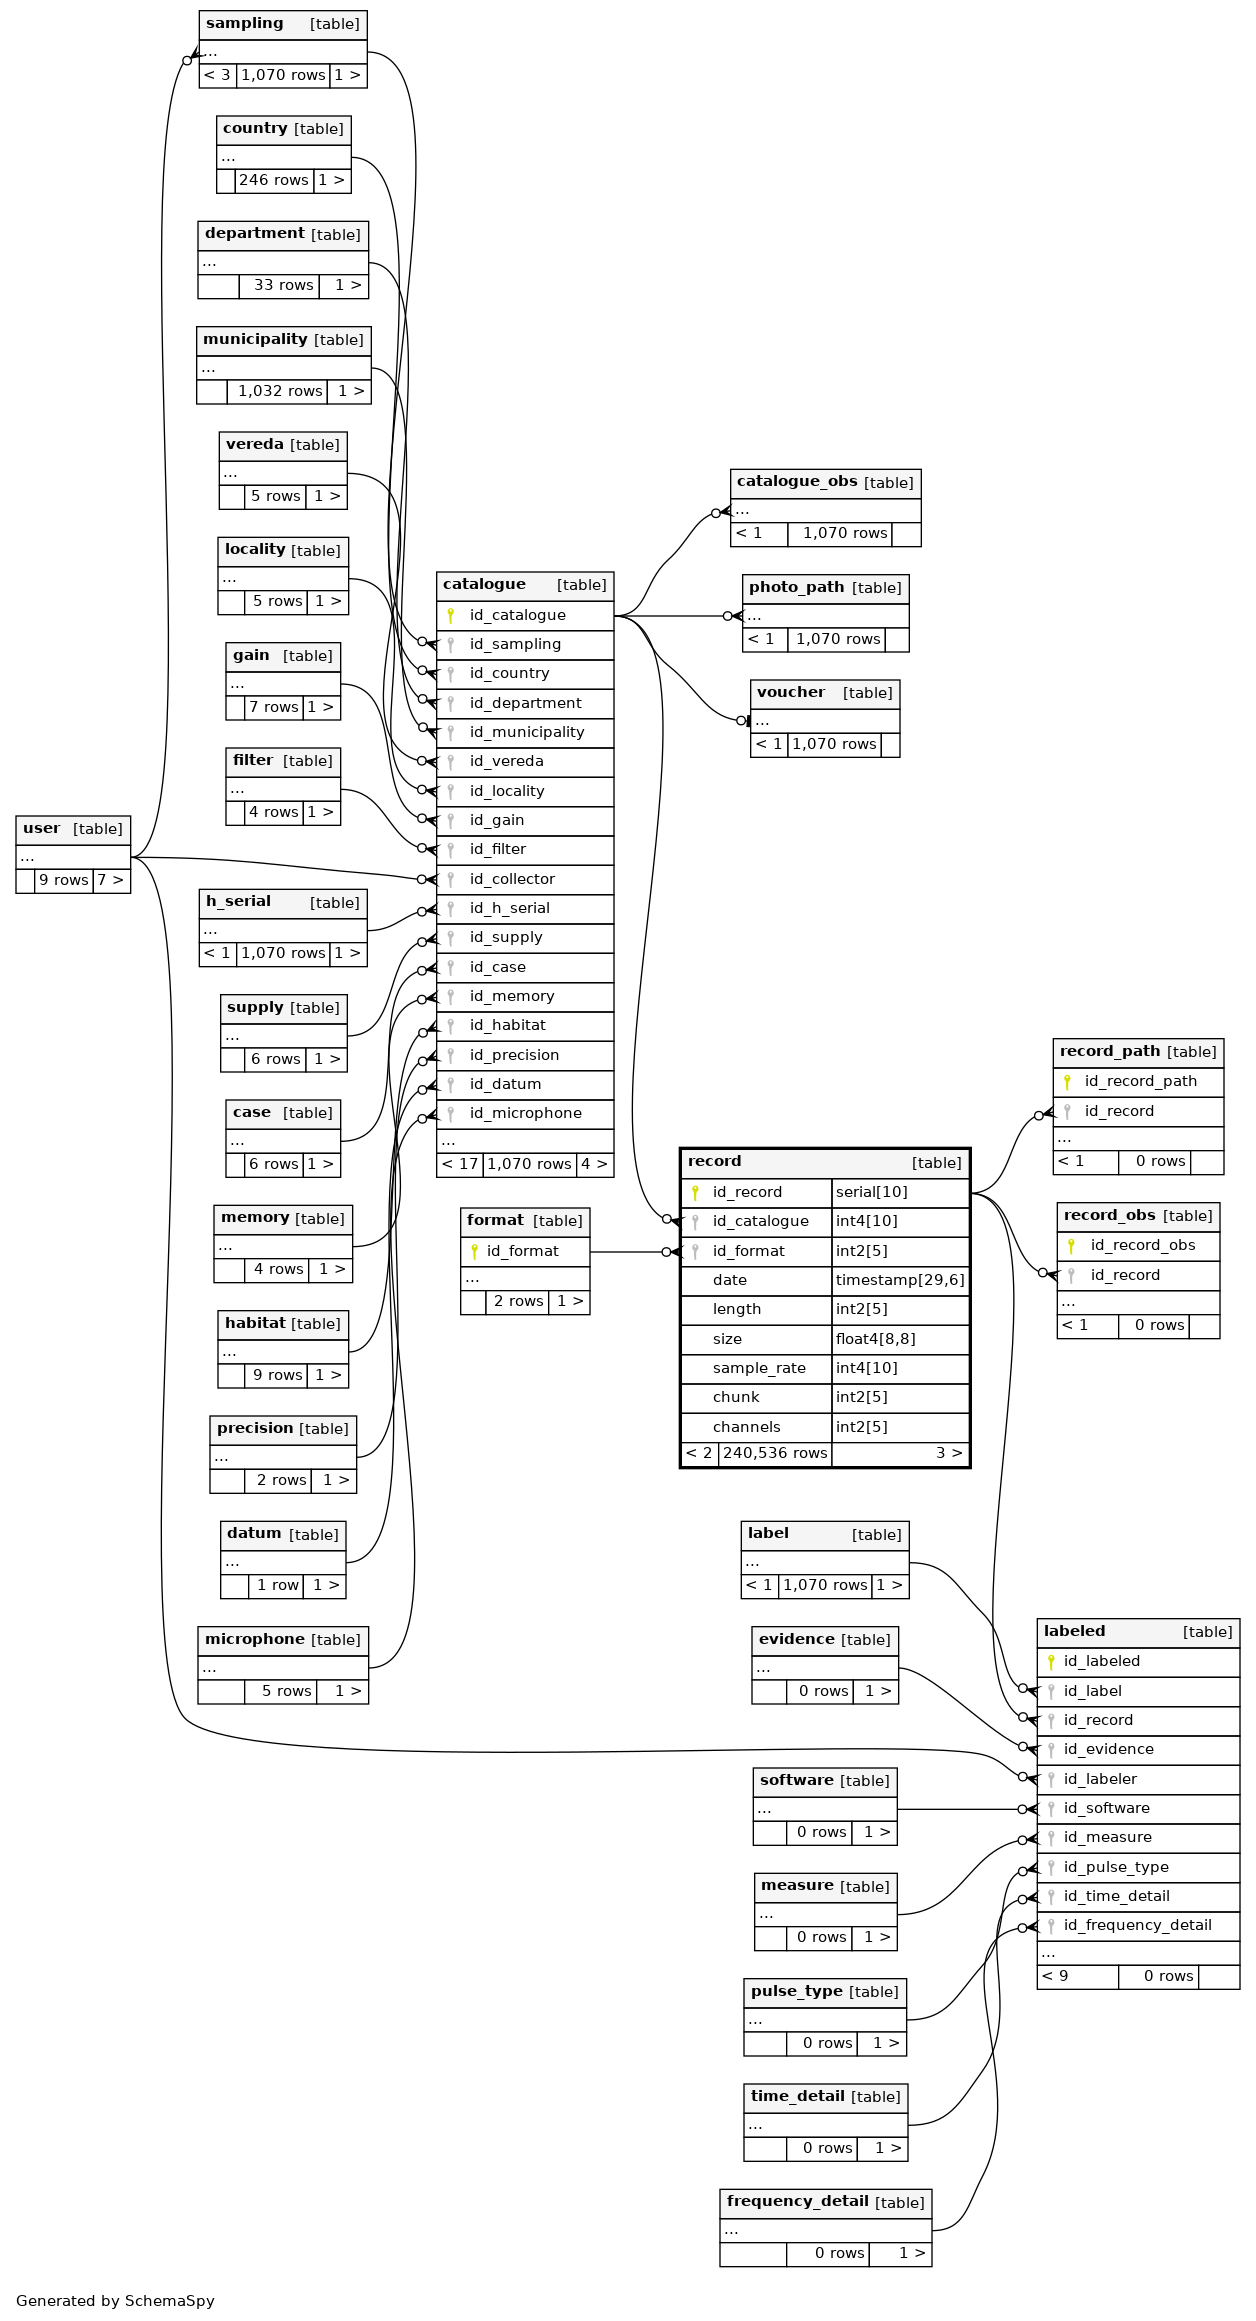 sampling [table]
...
< 3 1,070 rows 1 >
country [table]
...
246 rows 1 >
department [table]
...
33 rows 1 >
municipality [table]
...
1,032 rows 1 >
vereda [table]
...
5 rows 1 >
locality [table]
...
5 rows 1 >
gain [table]
...
7 rows 1 >
filter [table]
...
4 rows 1 >
user [table]
...
9 rows 7 >
h_serial [table]
...
< 1 1,070 rows 1 >
supply [table]
...
6 rows 1 >
case [table]
...
6 rows 1 >
memory [table]
...
4 rows 1 >
habitat [table]
...
9 rows 1 >
precision [table]
...
2 rows 1 >
datum [table]
...
1 row 1 >
microphone [table]
...
5 rows 1 >
catalogue [table]
id_catalogue
id_sampling
id_country
id_department
id_municipality
id_vereda
id_locality
id_gain
id_filter
id_collector
id_h_serial
id_supply
id_case
id_memory
id_habitat
id_precision
id_datum
id_microphone
...
< 17 1,070 rows 4 >
format [table]
id_format
...
2 rows 1 >
catalogue_obs [table]
...
< 1 1,070 rows
photo_path [table]
...
< 1 1,070 rows
voucher [table]
...
< 1 1,070 rows
record [table]
id_record serial[10]
id_catalogue int4[10]
id_format int2[5]
date timestamp[29,6]
length int2[5]
size float4[8,8]
sample_rate int4[10]
chunk int2[5]
channels int2[5]
< 2 240,536 rows 3 >
record_path [table]
id_record_path
id_record
...
< 1 0 rows
record_obs [table]
id_record_obs
id_record
...
< 1 0 rows
label [table]
...
< 1 1,070 rows 1 >
evidence [table]
...
0 rows 1 >
software [table]
...
0 rows 1 >
measure [table]
...
0 rows 1 >
pulse_type [table]
...
0 rows 1 >
time_detail [table]
...
0 rows 1 >
frequency_detail [table]
...
0 rows 1 >
labeled [table]
id_labeled
id_label
id_record
id_evidence
id_labeler
id_software
id_measure
id_pulse_type
id_time_detail
id_frequency_detail
...
< 9 0 rows
Generated by SchemaSpy